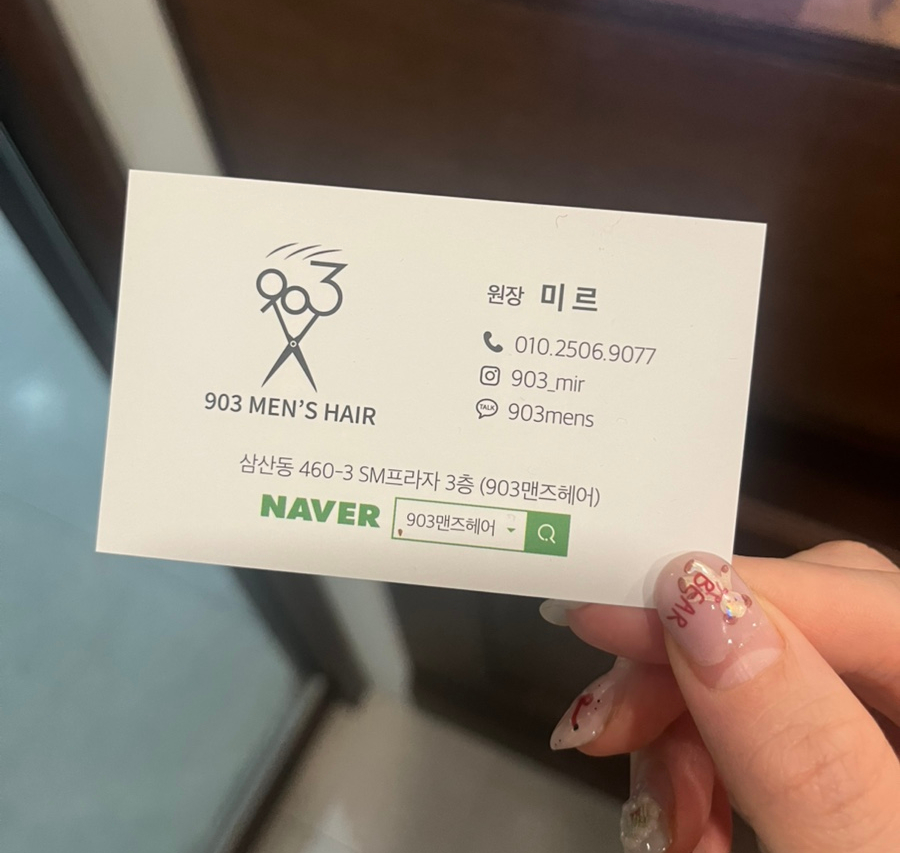 903
903 MEN'S HAIR
원장 미르
010.2506.9077
903_mir
TALK 903mens
삼산동 460-3 SM프라자 3층 (903맨즈헤어)
NAVER 903맨즈헤어
BEAR